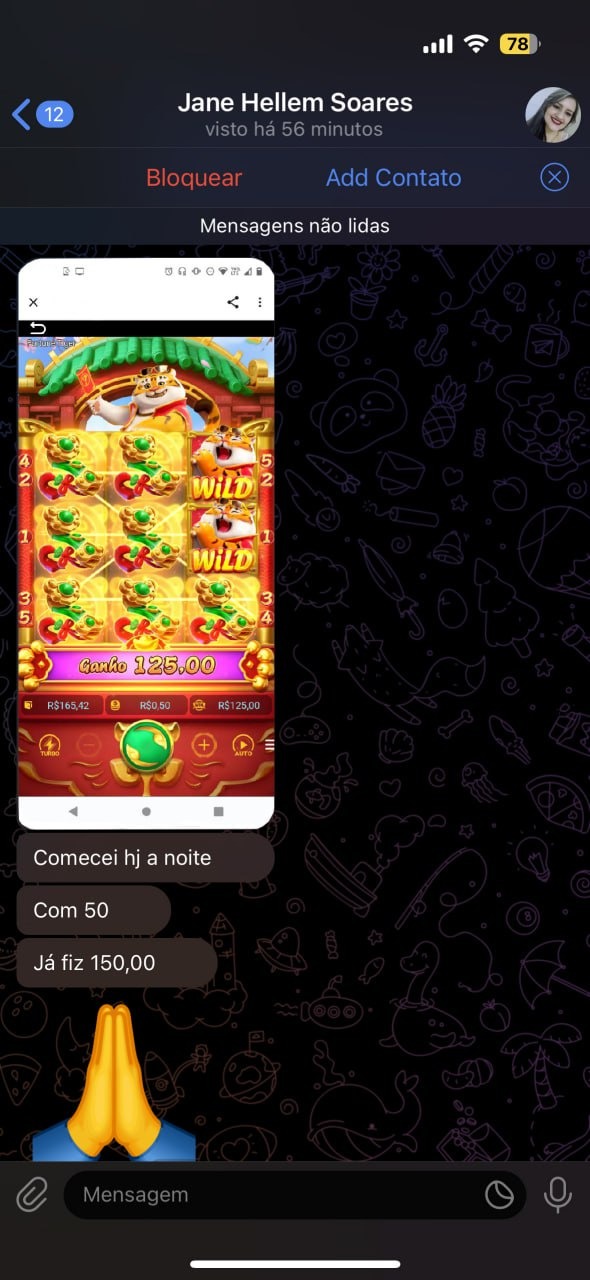 78
12
Jane Hellem Soares
visto há 56 minutos
Bloquear
Add Contato
Mensagens não lidas
Fortune Tiger
4
2
1
3
5
WILD
WILD
5
2
1
3
4
Ganho 125,00
R$165,42
R$0,50
R$125,00
TURBO
AUTO
Comecei hj a noite
Com 50
Já fiz 150,00
Mensagem